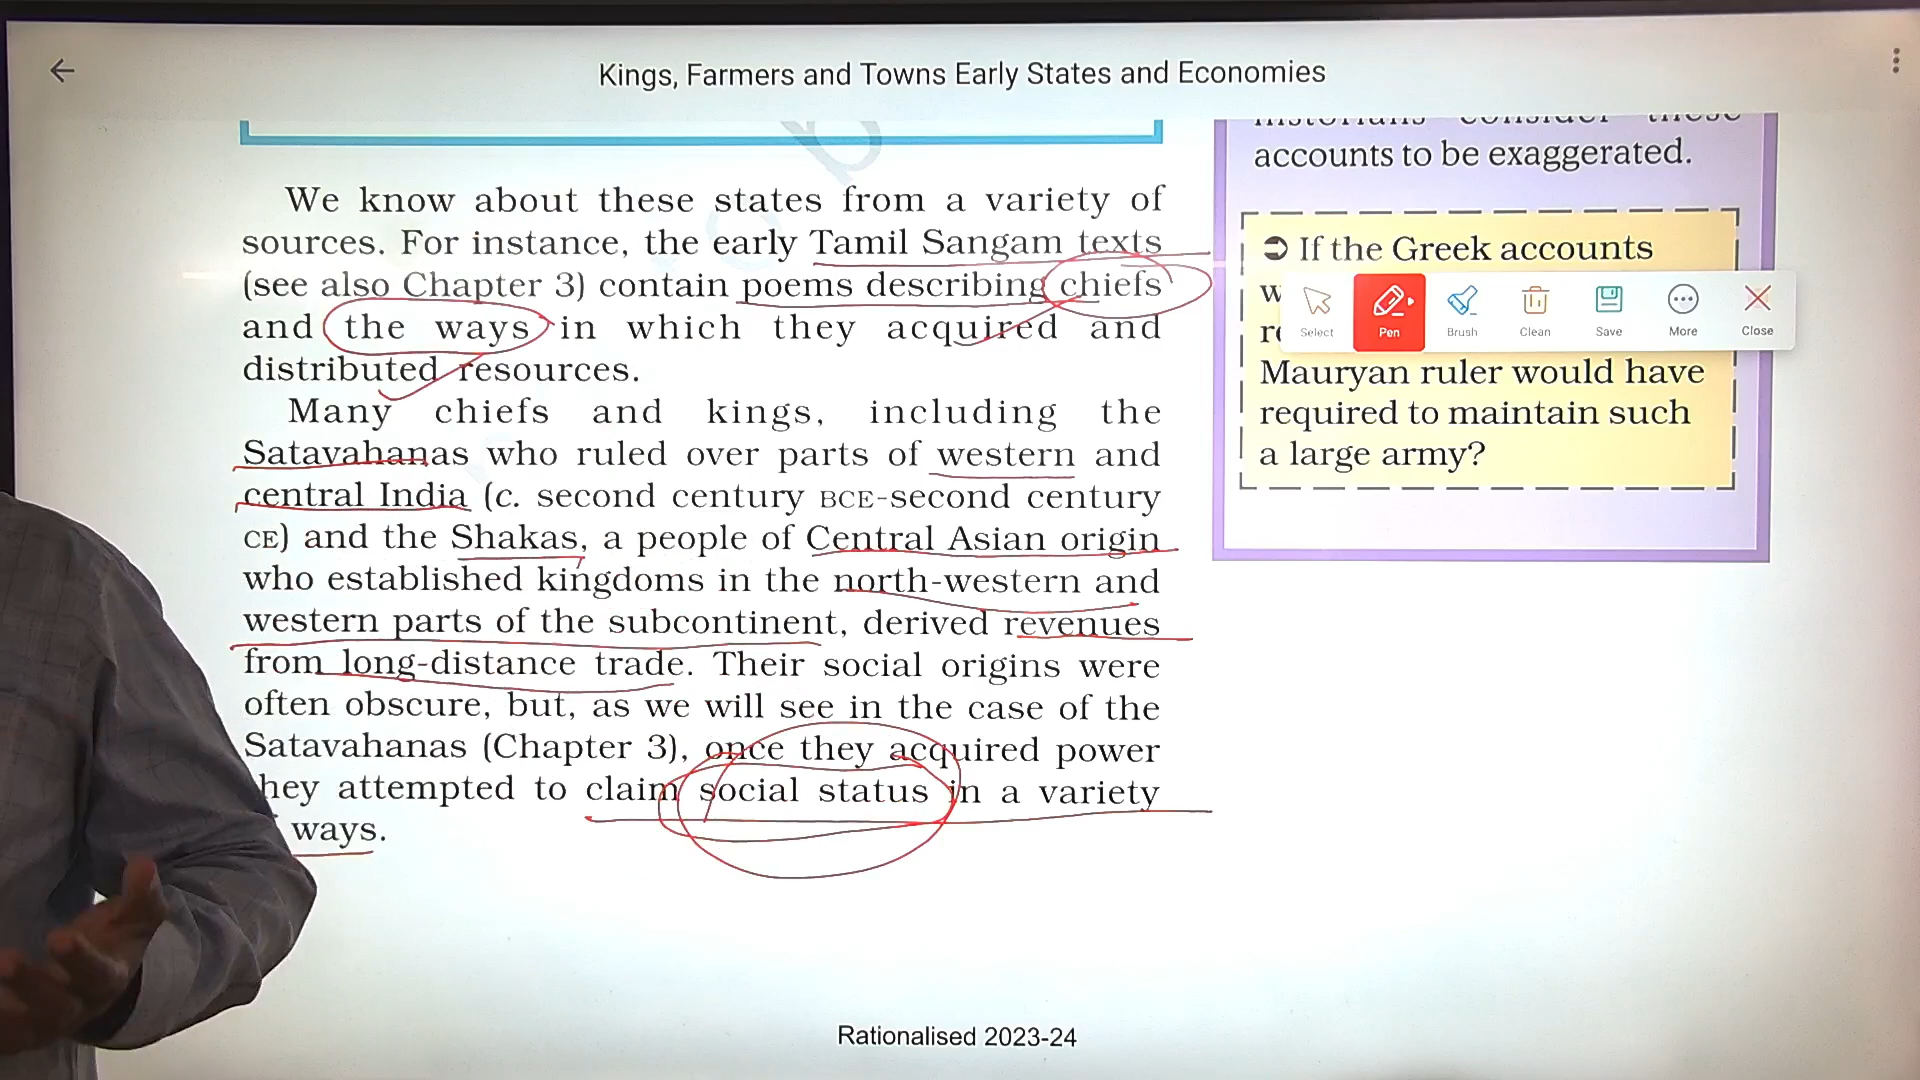 Kings, Farmers and Towns Early States and Economies
We know about these states from a variety of
sources. For instance, the early Tamil Sangam texts
(see also Chapter 3) contain poems describing chiefs
and the ways in which they acquired and
distributed resources.
Many chiefs and kings, including the
Satavahanas who ruled over parts of western and
central India (c. second century BCE-second century
CE) and the Shakas, a people of Central Asian origin
who established kingdoms in the north-western and
western parts of the subcontinent, derived revenues
from long-distance trade. Their social origins were
often obscure, but, as we will see in the case of the
Satavahanas (Chapter 3), once they acquired power
hey attempted to claim social status in a variety
ways.
historians consider these
accounts to be exaggerated.
If the Greek accounts
Mauryan ruler would have
required to maintain such
a large army?
Select
Pen
Brush
Clean
Save
More
Close
Rationalised 2023-24